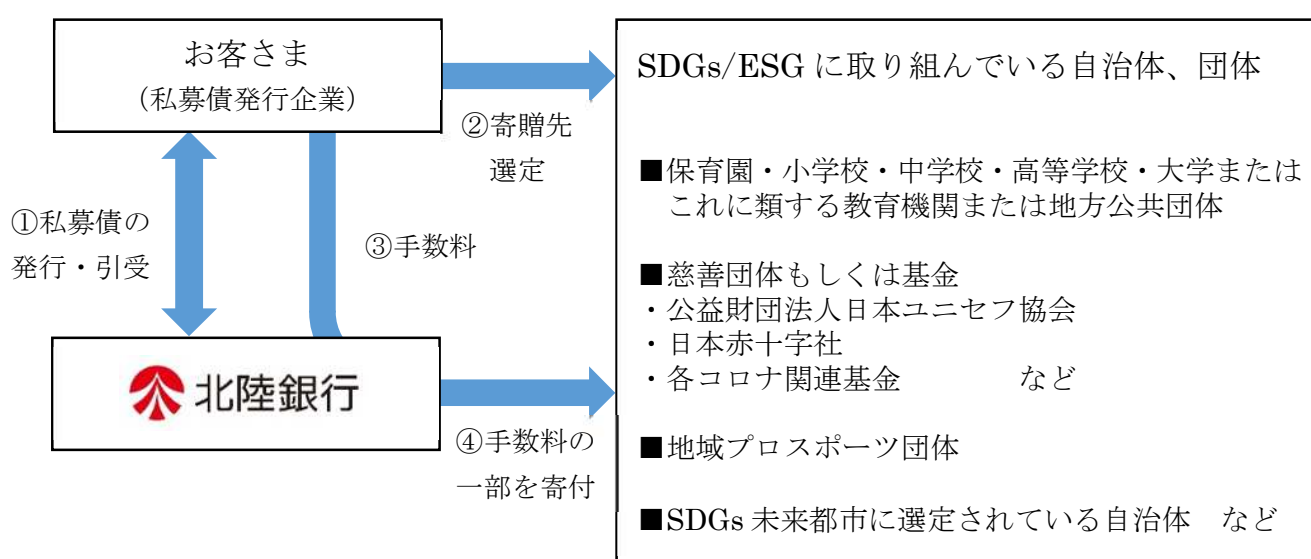 お客さま
（私募債発行企業）
①私募債の
発行・引受
②寄贈先
選定
③手数料
北陸銀行
④手数料の
一部を寄付
SDGs/ESG に取り組んでいる自治体、団体
■保育園・小学校・中学校・高等学校・大学または
これに類する教育機関または地方公共団体
■慈善団体もしくは基金
・公益財団法人日本ユニセフ協会
・日本赤十字社
・各コロナ関連基金　　　　など
■地域プロスポーツ団体
■SDGs 未来都市に選定されている自治体　など